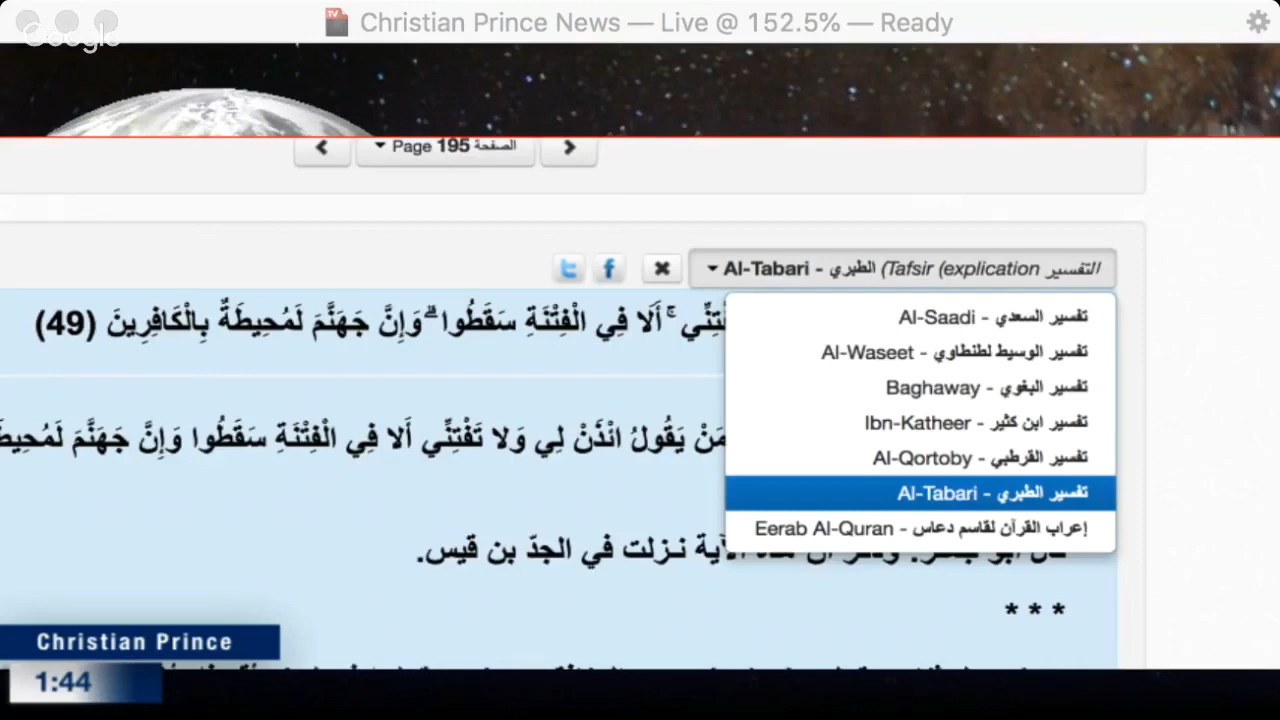 Christian Prince News — Live @ 152.5% — Ready
Google
Page 195 الصفحة
التفسير Tafsir (explication) الطبري - Al-Tabari
تفسير السعدي - Al-Saadi
تفسير الوسيط لطنطاوي - Al-Waseet
تفسير البغوي - Baghaway
تفسير ابن كثير - Ibn-Katheer
تفسير القرطبي - Al-Qortoby
تفسير الطبري - Al-Tabari
إعراب القرآن لقاسم دعاس - Eerab Al-Quran
أَلَا فِي الْفِتْنَةِ سَقَطُوا ۗ وَإِنَّ جَهَنَّمَ لَمُحِيطَةٌ بِالْكَافِرِينَ (49)
مَنْ يَقُولُ ائْذَنْ لِي وَلا تَفْتِنِّي أَلا فِي الْفِتْنَةِ سَقَطُوا وَإِنَّ جَهَنَّمَ
نـزلت في الجدّ بن قيس.
* * *
Christian Prince
1:44